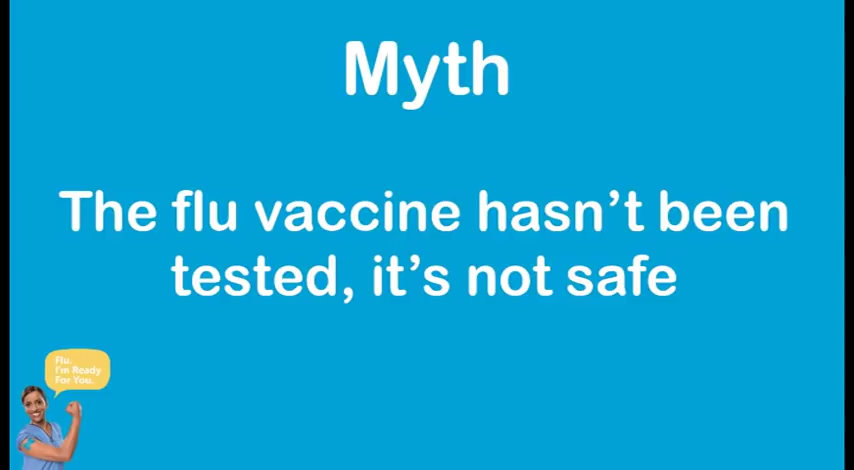 Myth
The flu vaccine hasn’t been
tested, it’s not safe
Flu.
I'm Ready
For You.